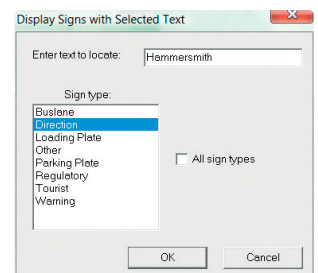 Display Signs with Selected Text
Enter text to locate:
Hammersmith
Sign type:
Buslane
Direction
Loading Plate
Other
Parking Plate
Regulatory
Tourist
Warning
All sign types
OK
Cancel